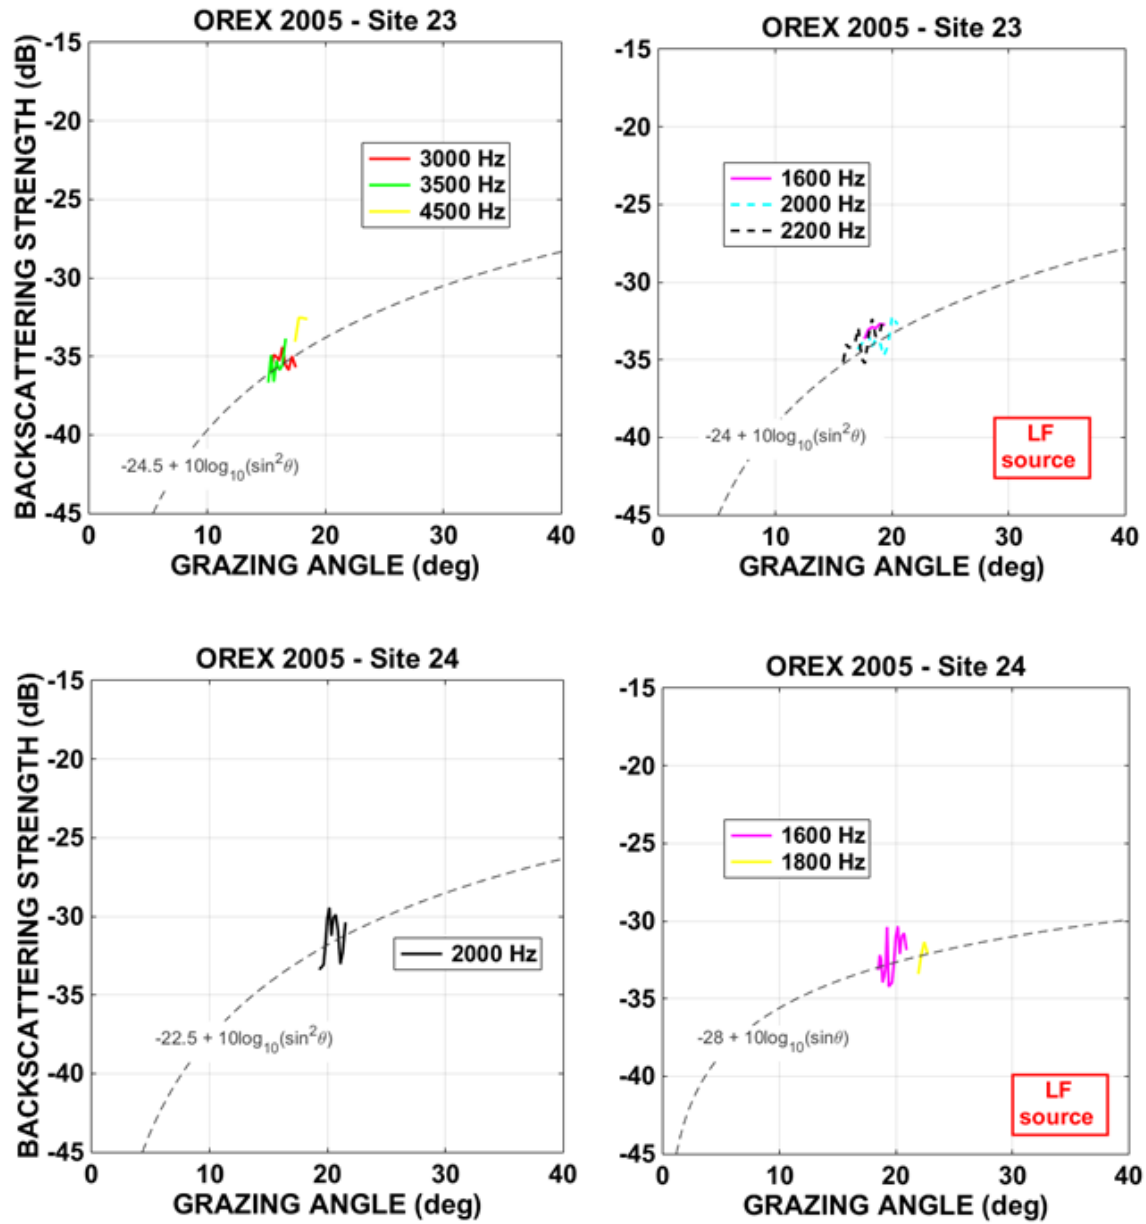 OREX 2005 - Site 23
BACKSCATTERING STRENGTH (dB)
-15
-20
-25
-30
-35
-40
-45
3000 Hz
3500 Hz
4500 Hz
-24.5 + 10log₁₀(sin²θ)
0 10 20 30 40
GRAZING ANGLE (deg)
OREX 2005 - Site 23
-15
-20
-25
-30
-35
-40
-45
1600 Hz
2000 Hz
2200 Hz
-24 + 10log₁₀(sin²θ)
LF
source
0 10 20 30 40
GRAZING ANGLE (deg)
OREX 2005 - Site 24
BACKSCATTERING STRENGTH (dB)
-15
-20
-25
-30
-35
-40
-45
2000 Hz
-22.5 + 10log₁₀(sin²θ)
0 10 20 30 40
GRAZING ANGLE (deg)
OREX 2005 - Site 24
-15
-20
-25
-30
-35
-40
-45
1600 Hz
1800 Hz
-28 + 10log₁₀(sinθ)
LF
source
0 10 20 30 40
GRAZING ANGLE (deg)